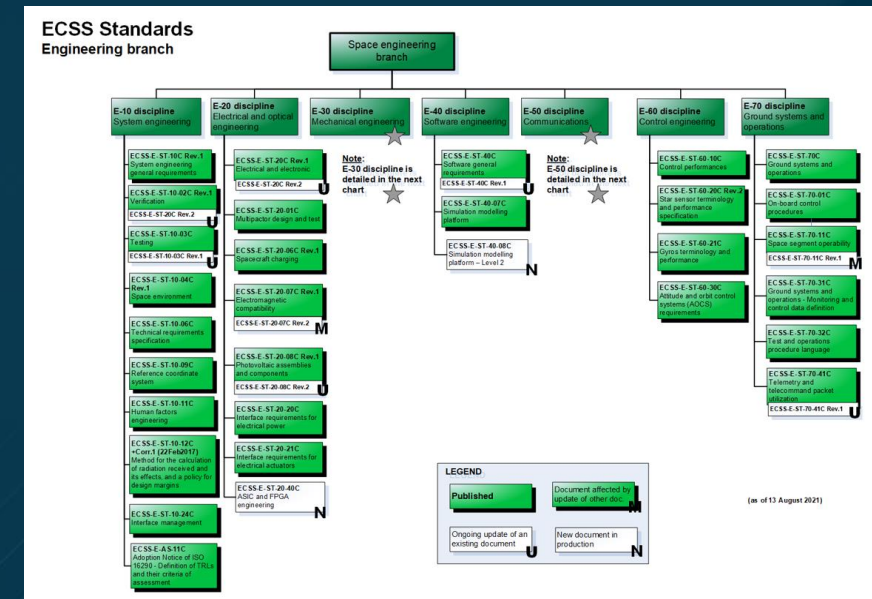 ECSS Standards
Engineering branch
Space engineering
branch
E-10 discipline
System engineering
E-20 discipline
Electrical and optical
engineering
E-30 discipline
Mechanical engineering
E-40 discipline
Software engineering
E-50 discipline
Communications
E-60 discipline
Control engineering
E-70 discipline
Ground systems and
operations
ECSS-E-ST-10C Rev.1
System engineering
general requirements
ECSS-E-ST-10-02C Rev.1
Verification
ECSS-E-ST-20C Rev.2
U
ECSS-E-ST-10-03C
Testing
ECSS-E-ST-10-03C Rev.1
U
ECSS-E-ST-10-04C
Rev.1
Space environment
ECSS-E-ST-10-06C
Technical requirements
specification
ECSS-E-ST-10-09C
Reference coordinate
system
ECSS-E-ST-10-11C
Human factors
engineering
ECSS-E-ST-10-12C
+Corr.1 (22Feb2017)
Method for the calculation
of radiation received and
its effects, and a policy for
design margins
ECSS-E-ST-10-24C
Interface management
ECSS-E-AS-11C
Adoption Notice of ISO
16290 - Definition of TRLs
and their criteria of
assessment
ECSS-E-ST-20C Rev.1
Electrical and electronic
ECSS-E-ST-20C Rev.2
U
ECSS-E-ST-20-01C
Multipactor design and test
ECSS-E-ST-20-06C Rev.1
Spacecraft charging
ECSS-E-ST-20-07C Rev.1
Electromagnetic
compatibility
ECSS-E-ST-20-07C Rev.2
M
ECSS-E-ST-20-08C Rev.1
Photovoltaic assemblies
and components
ECSS-E-ST-20-08C Rev.2
U
ECSS-E-ST-20-20C
Interface requirements for
electrical power
ECSS-E-ST-20-21C
Interface requirements for
electrical actuators
ECSS-E-ST-20-40C
ASIC and FPGA
engineering
N
Note:
E-30 discipline is
detailed in the next
chart
ECSS-E-ST-40C
Software general
requirements
ECSS-E-ST-40C Rev.1
U
ECSS-E-ST-40-07C
Simulation modelling
platform
ECSS-E-ST-40-08C
Simulation modelling
platform – Level 2
N
Note:
E-50 discipline is
detailed in the next
chart
ECSS-E-ST-60-10C
Control performances
ECSS-E-ST-60-20C Rev.2
Star sensor terminology
and performance
specification
ECSS-E-ST-60-21C
Gyros terminology and
performance
ECSS-E-ST-60-30C
Attitude and orbit control
systems (AOCS)
requirements
ECSS-E-ST-70C
Ground systems and
operations
ECSS-E-ST-70-01C
On-board control
procedures
ECSS-E-ST-70-11C
Space segment operability
ECSS-E-ST-70-11C Rev.1
M
ECSS-E-ST-70-31C
Ground systems and
operations - Monitoring and
control data definition
ECSS-E-ST-70-32C
Test and operations
procedure language
ECSS-E-ST-70-41C
Telemetry and
telecommand packet
utilization
ECSS-E-ST-70-41C Rev.1
U
LEGEND
Published
Document affected by
update of other doc.
M
Ongoing update of an
existing document
U
New document in
production
N
(as of 13 August 2021)